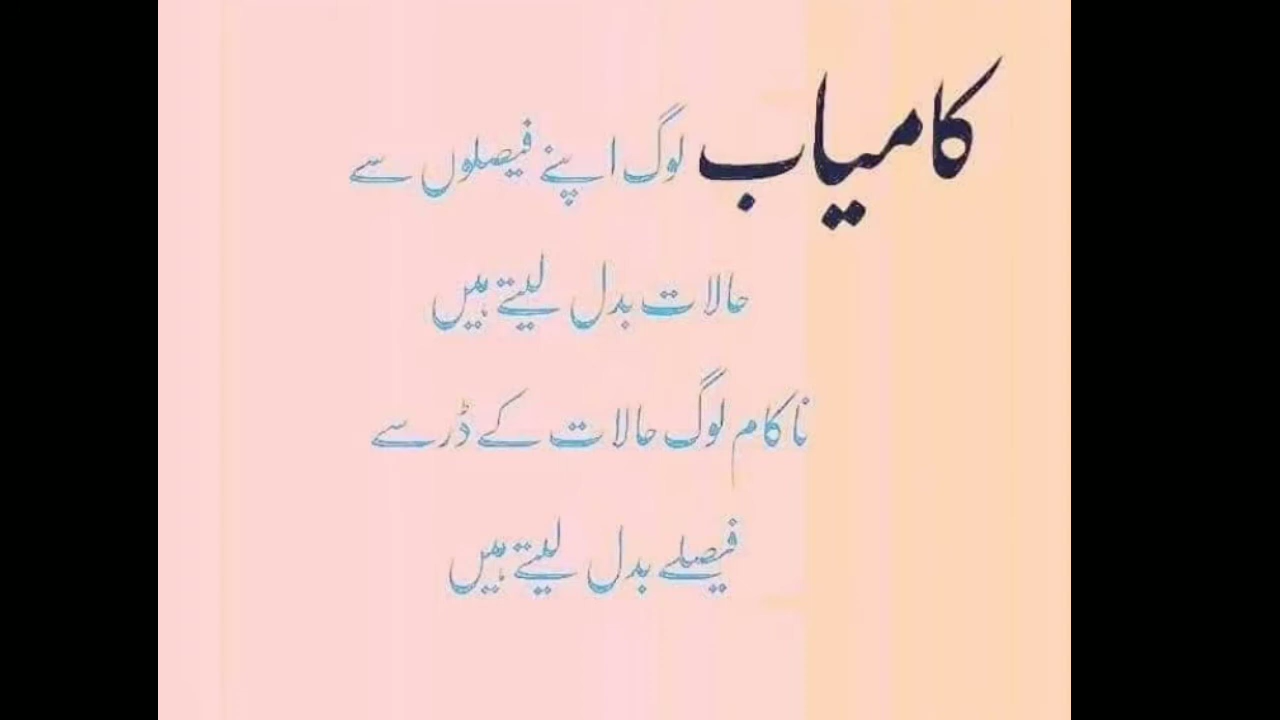 کامیاب لوگ اپنے فیصلوں سے
حالات بدل لیتے ہیں
ناکام لوگ حالات کے ڈر سے
فیصلے بدل لیتے ہیں